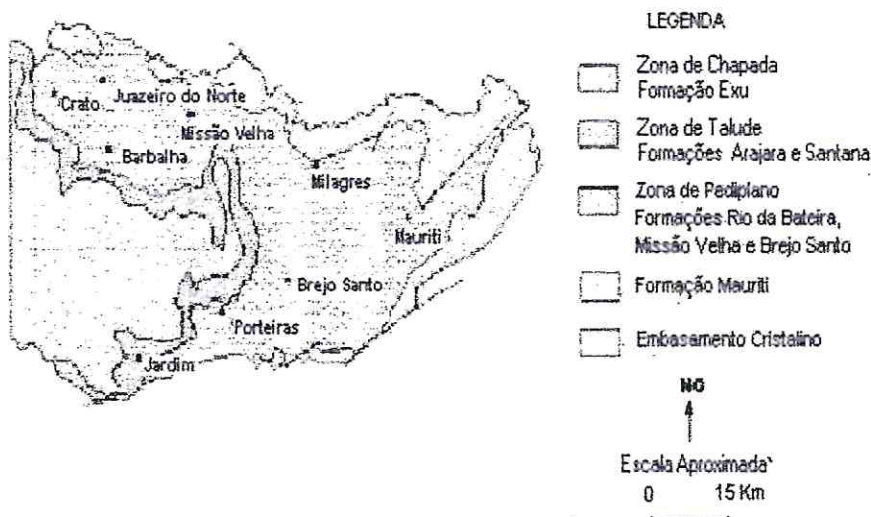 LEGENDA
Zona de Chapada
Formação Exu
Zona de Talude
Formações Arajara e Santana
Zona de Pediplano
Formações Rio da Bateira,
Missão Velha e Brejo Santo
Formação Mauriti
Embasamento Cristalino
NG
Escala Aproximada
0 15 Km
Crato
Juazeiro do Norte
Missão Velha
Barbalha
Milagres
Mauriti
Brejo Santo
Porteiras
Jardim